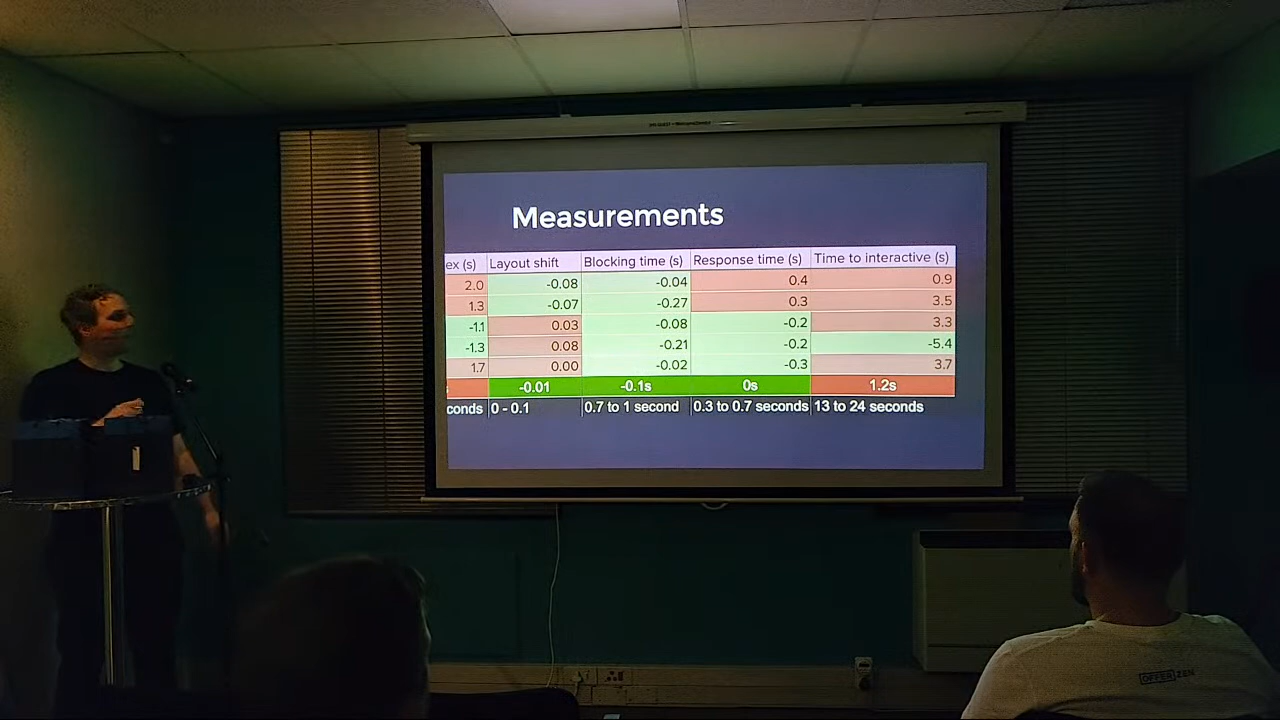 Measurements
ex (s) Layout shift Blocking time (s) Response time (s) Time to interactive (s)
2.0 -0.08 -0.04 0.4 0.9
1.3 -0.07 -0.27 0.3 3.5
-1.1 0.03 -0.08 -0.2 3.3
-1.3 0.08 -0.21 -0.2 -5.4
1.7 0.00 -0.02 -0.3 3.7
-0.01 -0.1s 0s 1.2s
conds 0 - 0.1 0.7 to 1 second 0.3 to 0.7 seconds 13 to 24 seconds
OFFERZEN